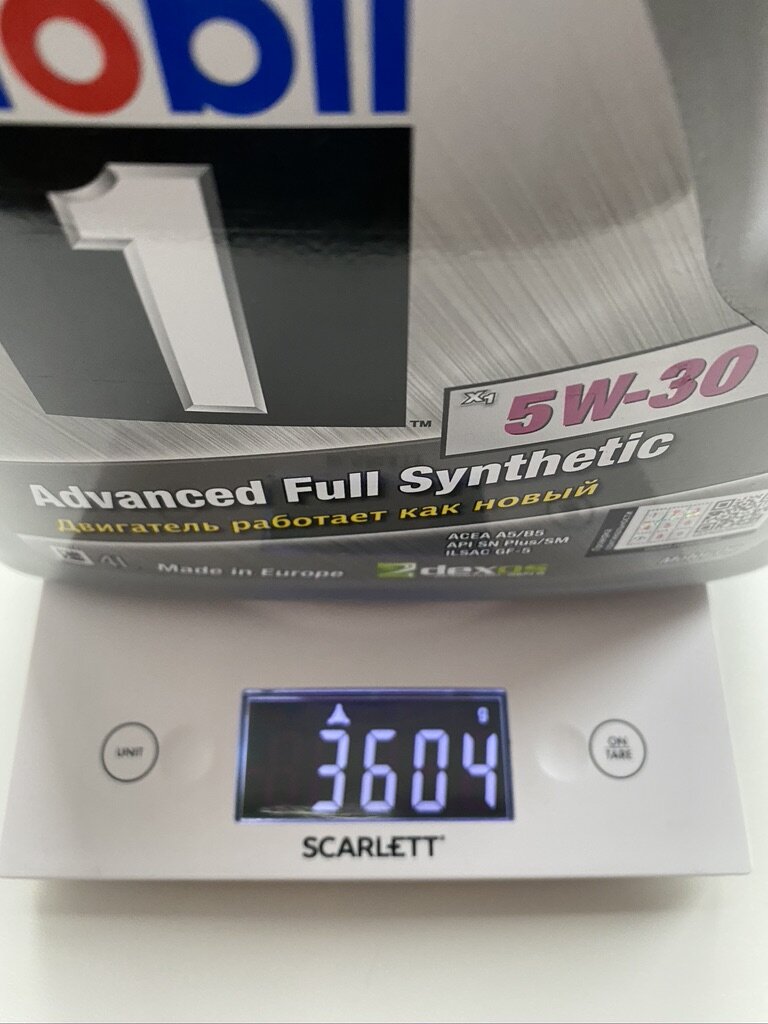 obil
1
TM
X1 5W-30
Advanced Full Synthetic
Двигатель работает как новый
ACEA A5/B5
API SN Plus/SM
ILSAC GF-5
4L Made in Europe dexos
UNIT
g
3604
ON
TARE
SCARLETT